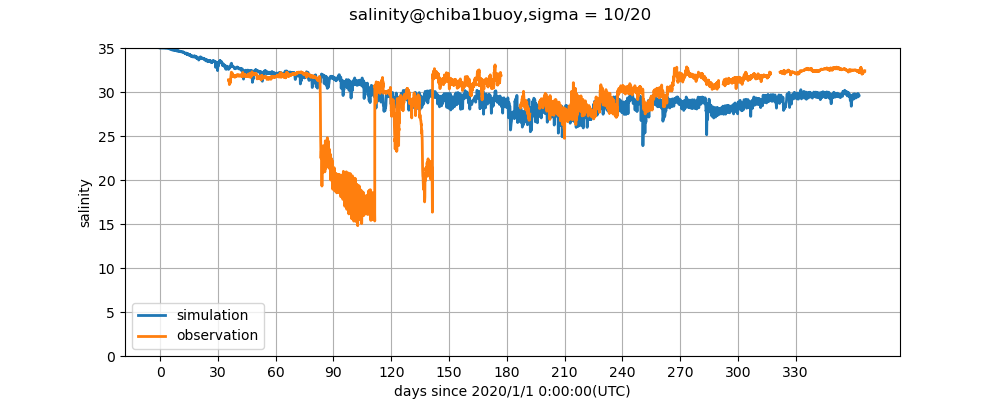 salinity@chiba1buoy,sigma = 10/20
35
30
25
20
15
10
5
0
salinity
simulation
observation
0 30 60 90 120 150 180 210 240 270 300 330
days since 2020/1/1 0:00:00(UTC)